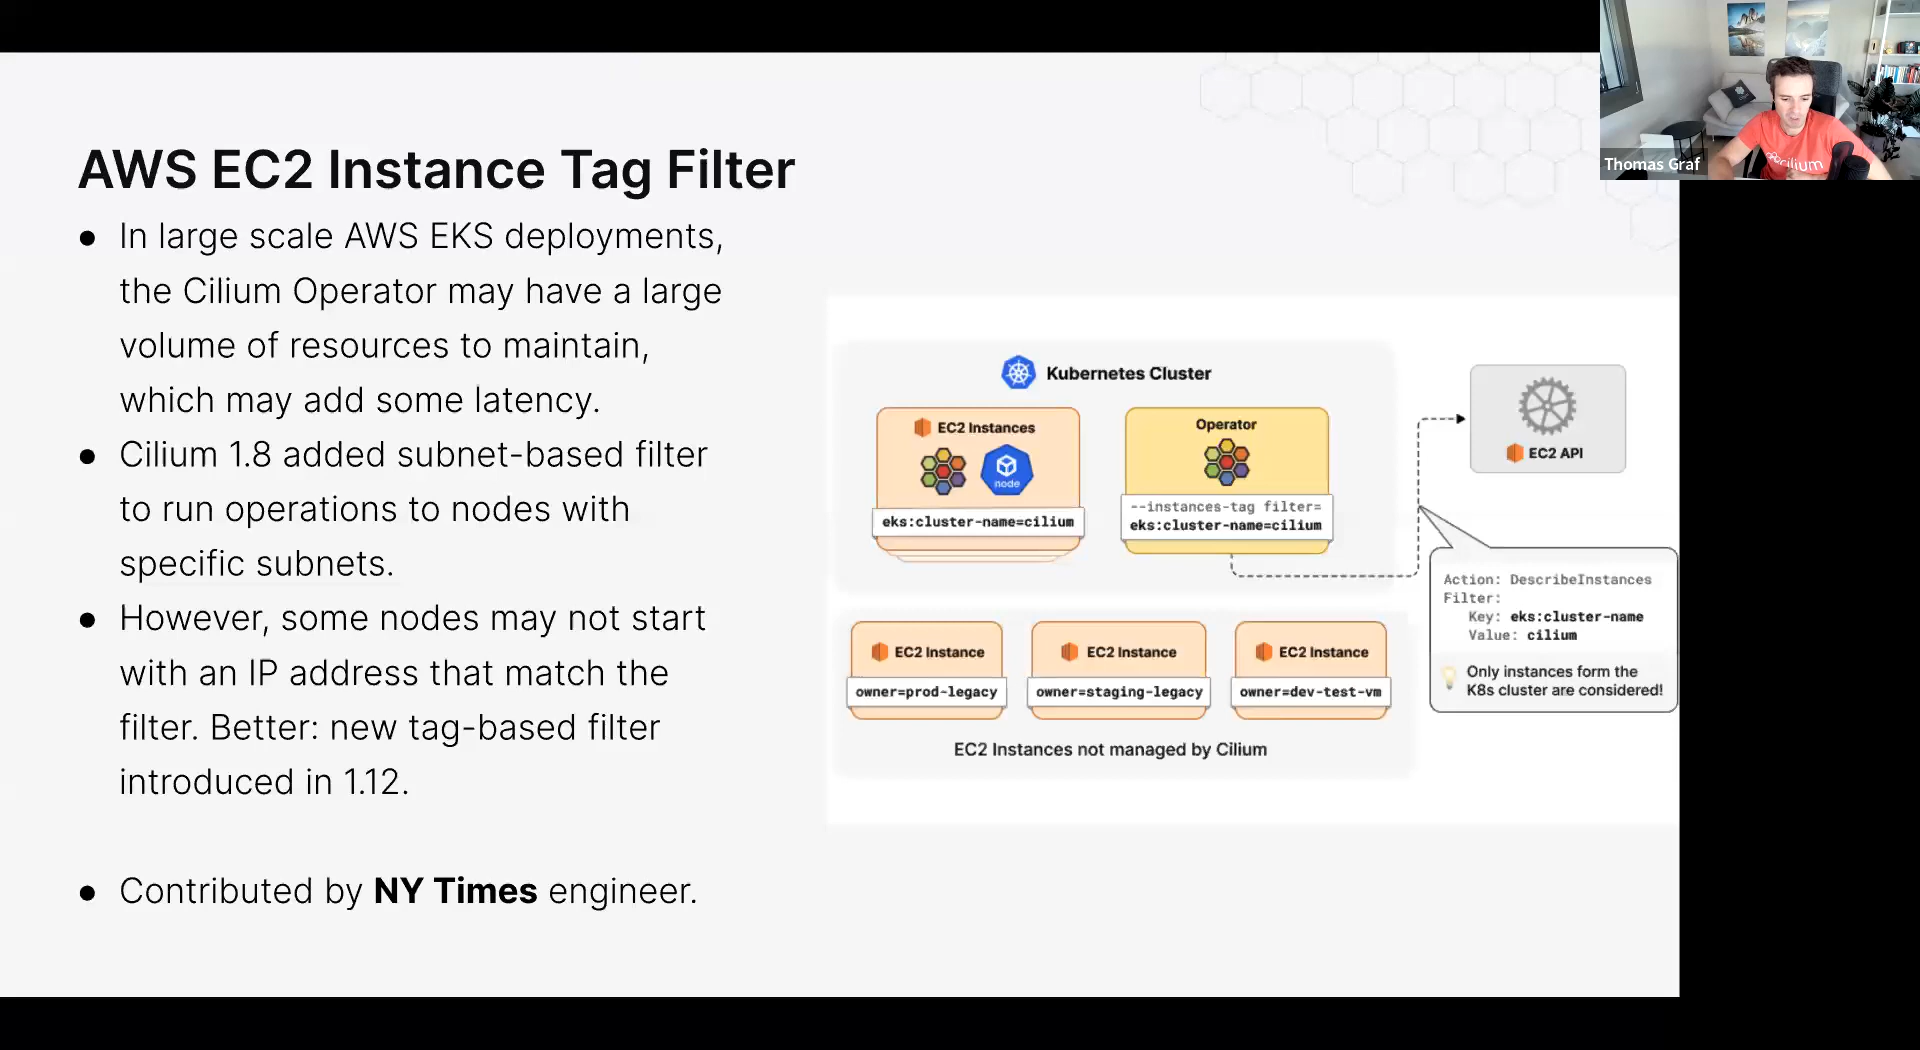 Thomas Graf
cilium
AWS EC2 Instance Tag Filter
● In large scale AWS EKS deployments,
the Cilium Operator may have a large
volume of resources to maintain,
which may add some latency.
● Cilium 1.8 added subnet-based filter
to run operations to nodes with
specific subnets.
● However, some nodes may not start
with an IP address that match the
filter. Better: new tag-based filter
introduced in 1.12.
● Contributed by NY Times engineer.
Kubernetes Cluster
EC2 Instances
node
eks:cluster-name=cilium
Operator
--instances-tag filter=
eks:cluster-name=cilium
EC2 API
Action: DescribeInstances
Filter:
Key: eks:cluster-name
Value: cilium
Only instances form the
K8s cluster are considered!
EC2 Instance
owner=prod-legacy
EC2 Instance
owner=staging-legacy
EC2 Instance
owner=dev-test-vm
EC2 Instances not managed by Cilium